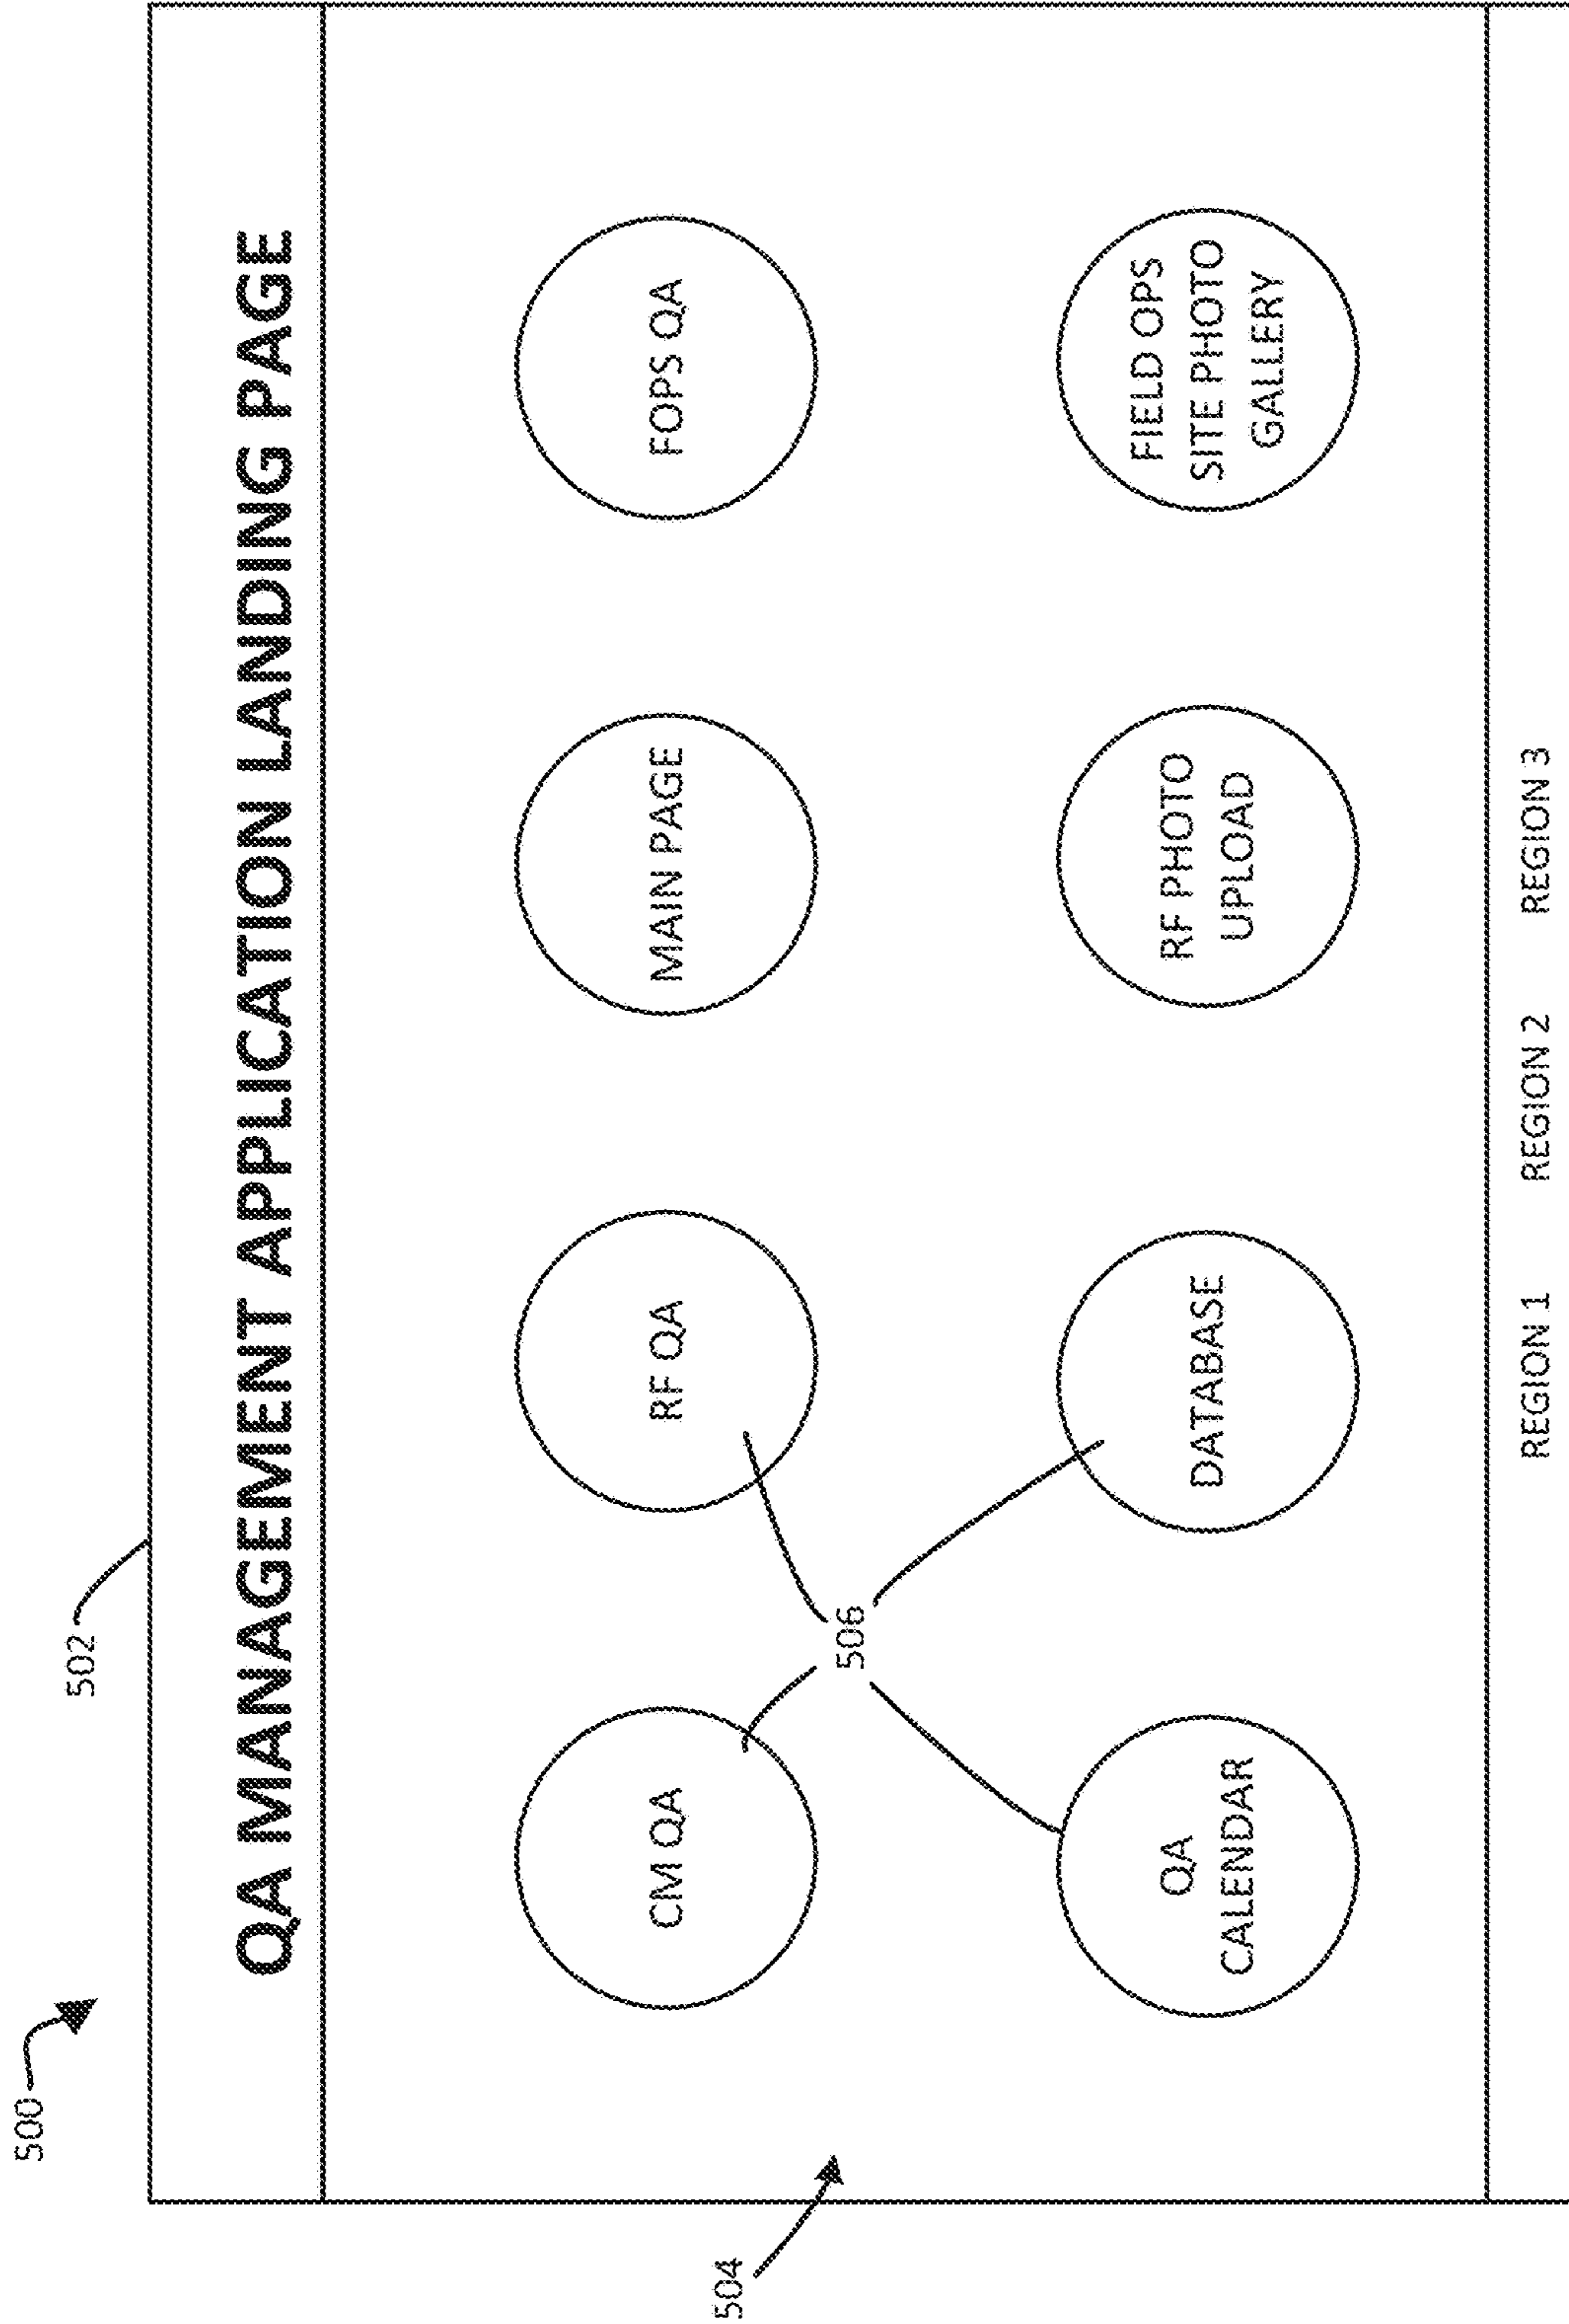 500
502
QA MANAGEMENT APPLICATION LANDING PAGE
504
CM QA
RF QA
MAIN PAGE
FOPS QA
506
QA
CALENDAR
DATABASE
RF PHOTO
UPLOAD
FIELD OPS
SITE PHOTO
GALLERY
REGION 1
REGION 2
REGION 3